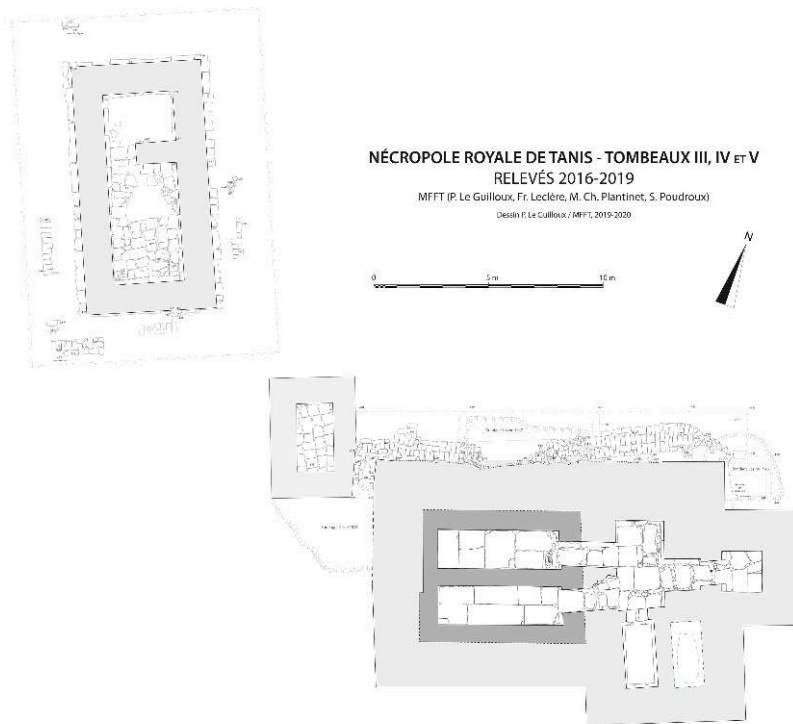 NÉCROPOLE ROYALE DE TANIS - TOMBEAUX III, IV ET V
RELEVÉS 2016-2019
MFFT (P. Le Guilloux, Fr. Leclère, M. Ch. Plantinet, S. Poudroux)
Dessin P. Le Guilloux / MFFT, 2019-2020
N
0 5 m 10 m